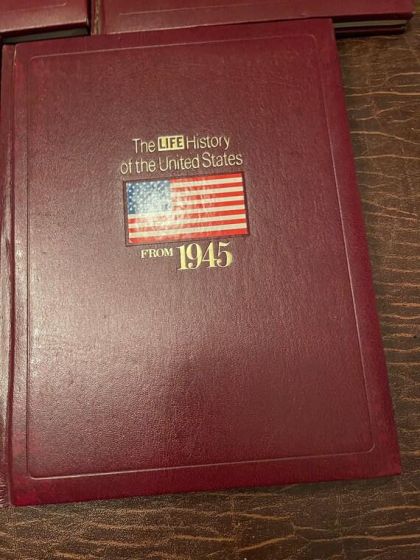 The LIFE History
of the United States
FROM 1945